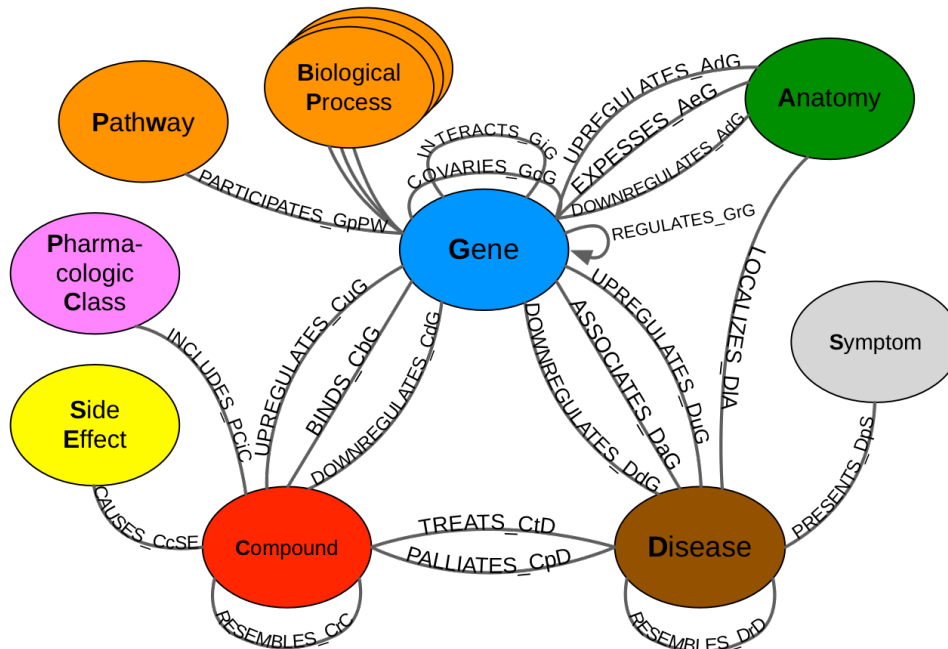 Biological
Process
Pathway
Anatomy
UPREGULATES_AdG
EXPESSES_AeG
DOWNREGULATES_AdG
INTERACTS_GiG
COVARIES_GcG
PARTICIPATES_GpPW
REGULATES_GrG
Gene
Pharma-
cologic
Class
LOCALIZES_DlA
Symptom
UPREGULATES_CuG
BINDS_CbG
DOWNREGULATES_CdG
DOWNREGULATES_DdG
ASSOCIATES_DaG
UPREGULATES_DuG
INCLUDES_PCiC
Side
Effect
PRESENTS_DpS
CAUSES_CcSE
Compound
TREATS_CtD
PALLIATES_CpD
Disease
RESEMBLES_CrC
RESEMBLES_DrD